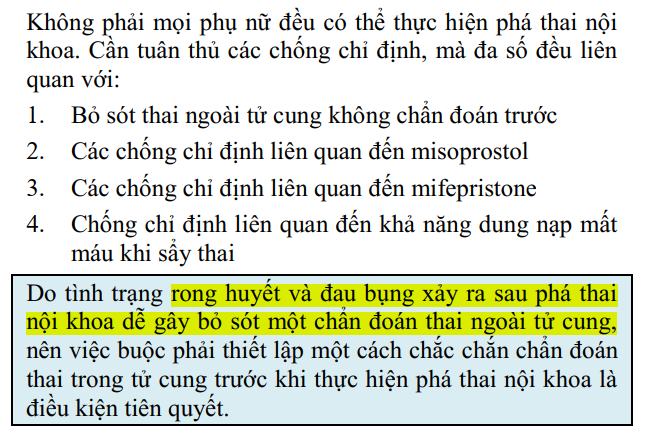 Không phải mọi phụ nữ đều có thể thực hiện phá thai nội
khoa. Cần tuân thủ các chống chỉ định, mà đa số đều liên
quan với:
1. Bỏ sót thai ngoài tử cung không chẩn đoán trước
2. Các chống chỉ định liên quan đến misoprostol
3. Các chống chỉ định liên quan đến mifepristone
4. Chống chỉ định liên quan đến khả năng dung nạp mất
máu khi sẩy thai
Do tình trạng rong huyết và đau bụng xảy ra sau phá thai
nội khoa dễ gây bỏ sót một chẩn đoán thai ngoài tử cung,
nên việc buộc phải thiết lập một cách chắc chắn chẩn đoán
thai trong tử cung trước khi thực hiện phá thai nội khoa là
điều kiện tiên quyết.